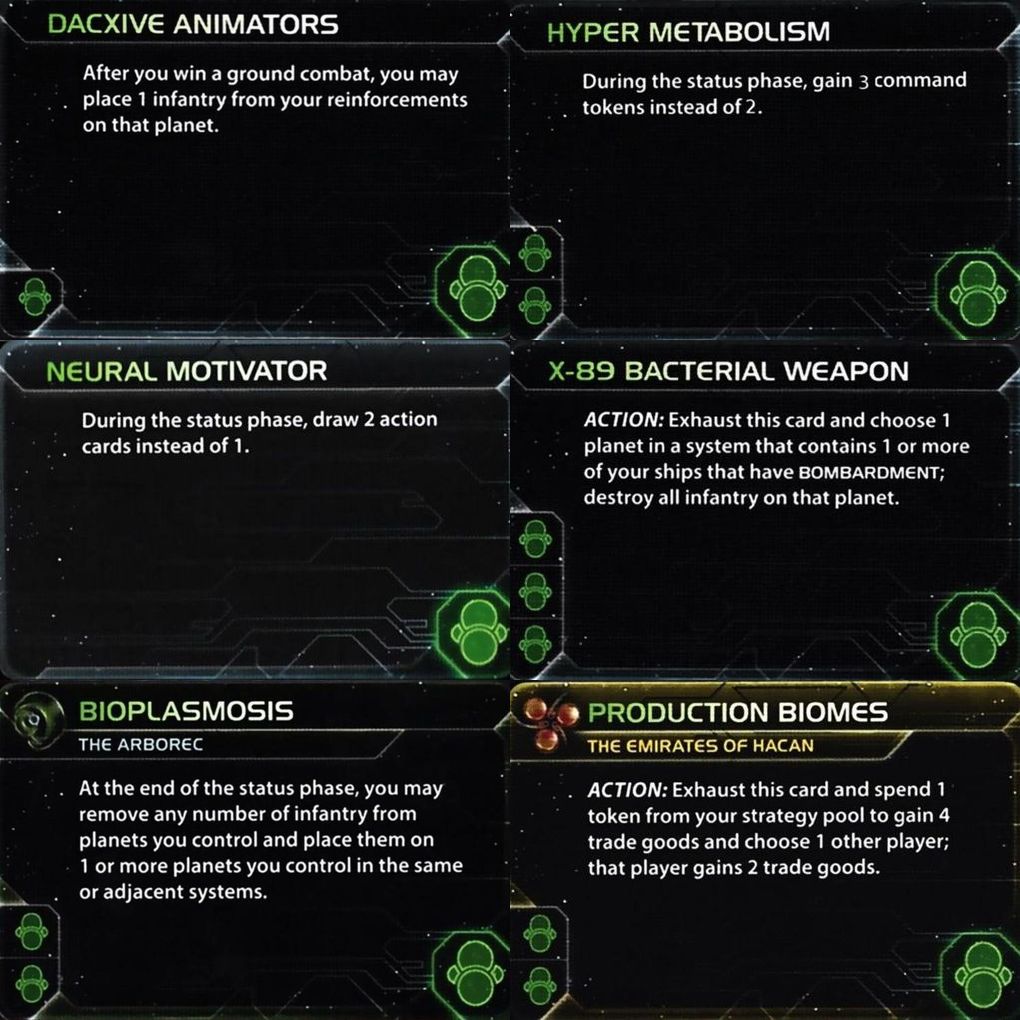 DACXIVE ANIMATORS
After you win a ground combat, you may
place 1 infantry from your reinforcements
on that planet.
HYPER METABOLISM
During the status phase, gain 3 command
tokens instead of 2.
NEURAL MOTIVATOR
During the status phase, draw 2 action
cards instead of 1.
X-89 BACTERIAL WEAPON
ACTION: Exhaust this card and choose 1
planet in a system that contains 1 or more
of your ships that have BOMBARDMENT;
destroy all infantry on that planet.
BIOPLASMOSIS
THE ARBOREC
At the end of the status phase, you may
remove any number of infantry from
planets you control and place them on
1 or more planets you control in the same
or adjacent systems.
PRODUCTION BIOMES
THE EMIRATES OF HACAN
ACTION: Exhaust this card and spend 1
token from your strategy pool to gain 4
trade goods and choose 1 other player;
that player gains 2 trade goods.